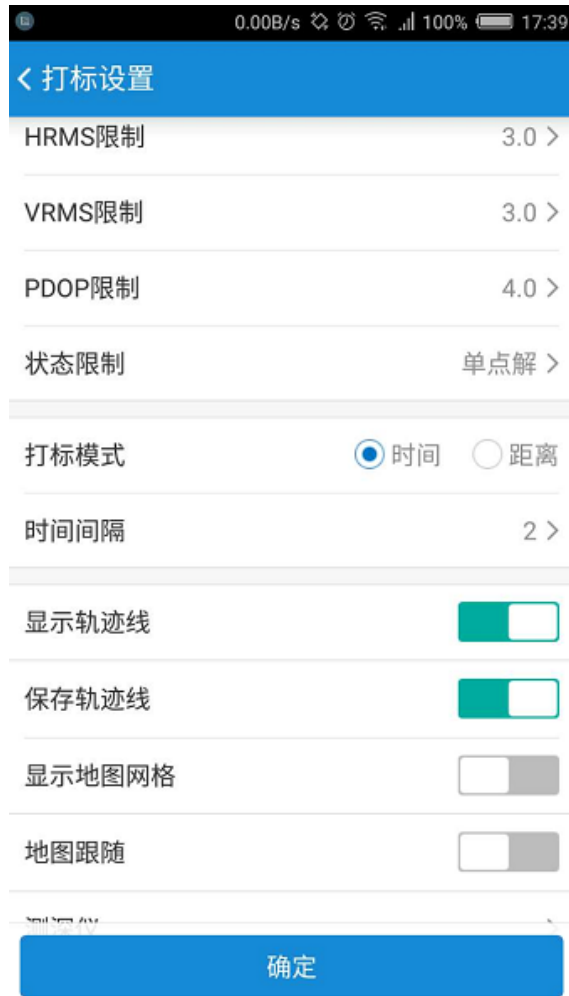 0.00B/s 100% 17:39
打标设置
HRMS限制 3.0
VRMS限制 3.0
PDOP限制 4.0
状态限制 单点解
打标模式 时间 距离
时间间隔 2
显示轨迹线
保存轨迹线
显示地图网格
地图跟随
测深仪
确定